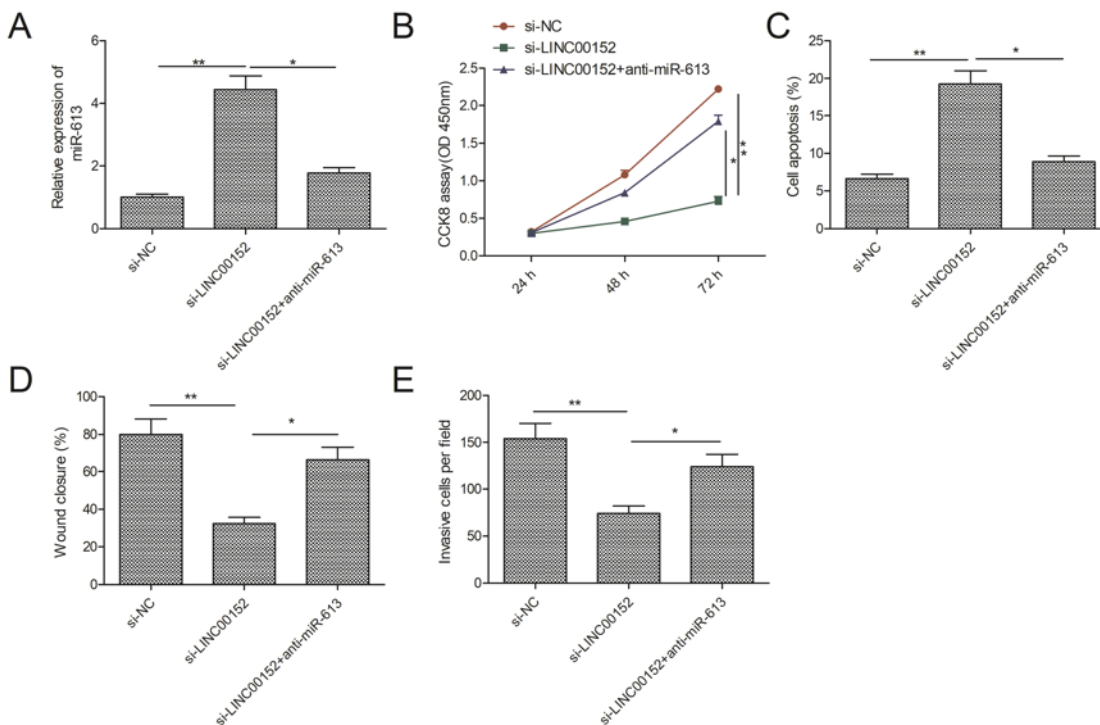 A
Relative expression of
miR-613
6
4
2
0
**
*
si-NC
si-LINC00152
si-LINC00152+anti-miR-613
B
si-NC
si-LINC00152
si-LINC00152+anti-miR-613
CCK8 assay(OD 450nm)
2.5
2.0
1.5
1.0
0.5
0.0
*
**
24 h
48 h
72 h
C
Cell apoptosis (%)
25
20
15
10
5
0
**
*
si-NC
si-LINC00152
si-LINC00152+anti-miR-613
D
Wound closure (%)
100
80
60
40
20
0
**
*
si-NC
si-LINC00152
si-LINC00152+anti-miR-613
E
Invasive cells per field
200
150
100
50
0
**
*
si-NC
si-LINC00152
si-LINC00152+anti-miR-613